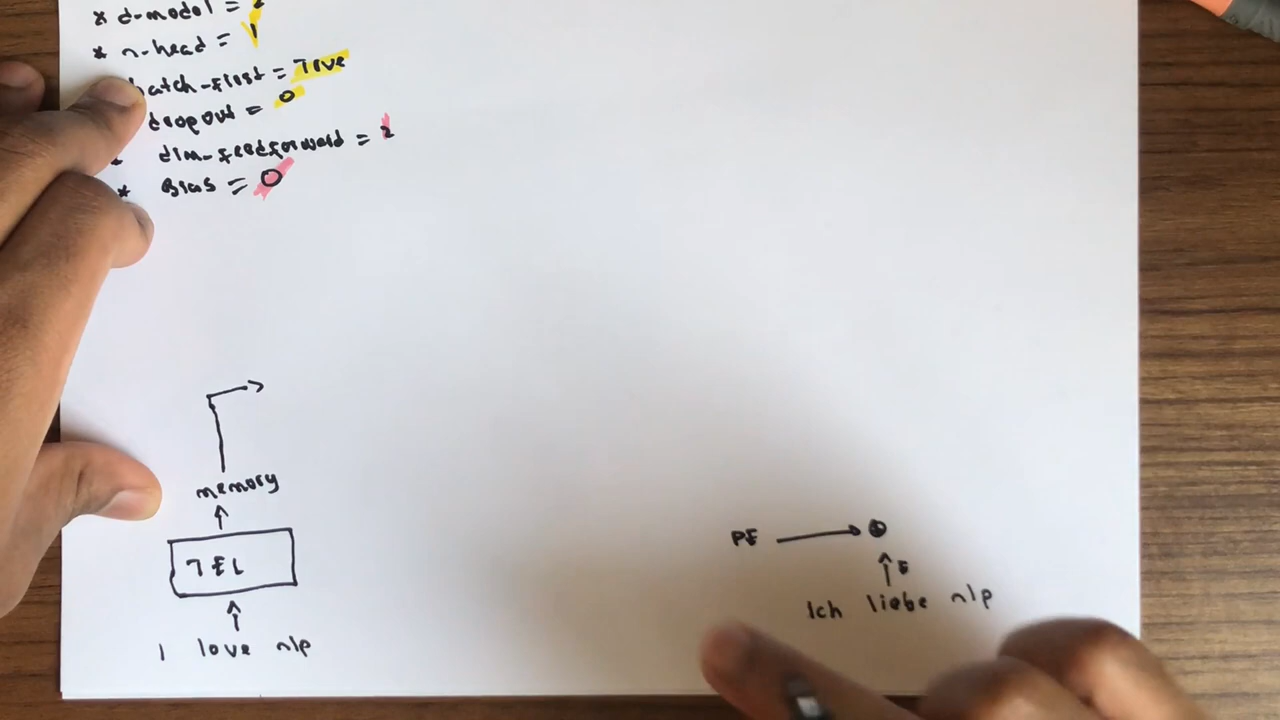 * d-model = 2
* n-head = 1
batch-first = True
dropout = 0
dim-feedforward = 2
* Bias = 0
memory
TEL
I love nlp
PE
E
Ich liebe nlp